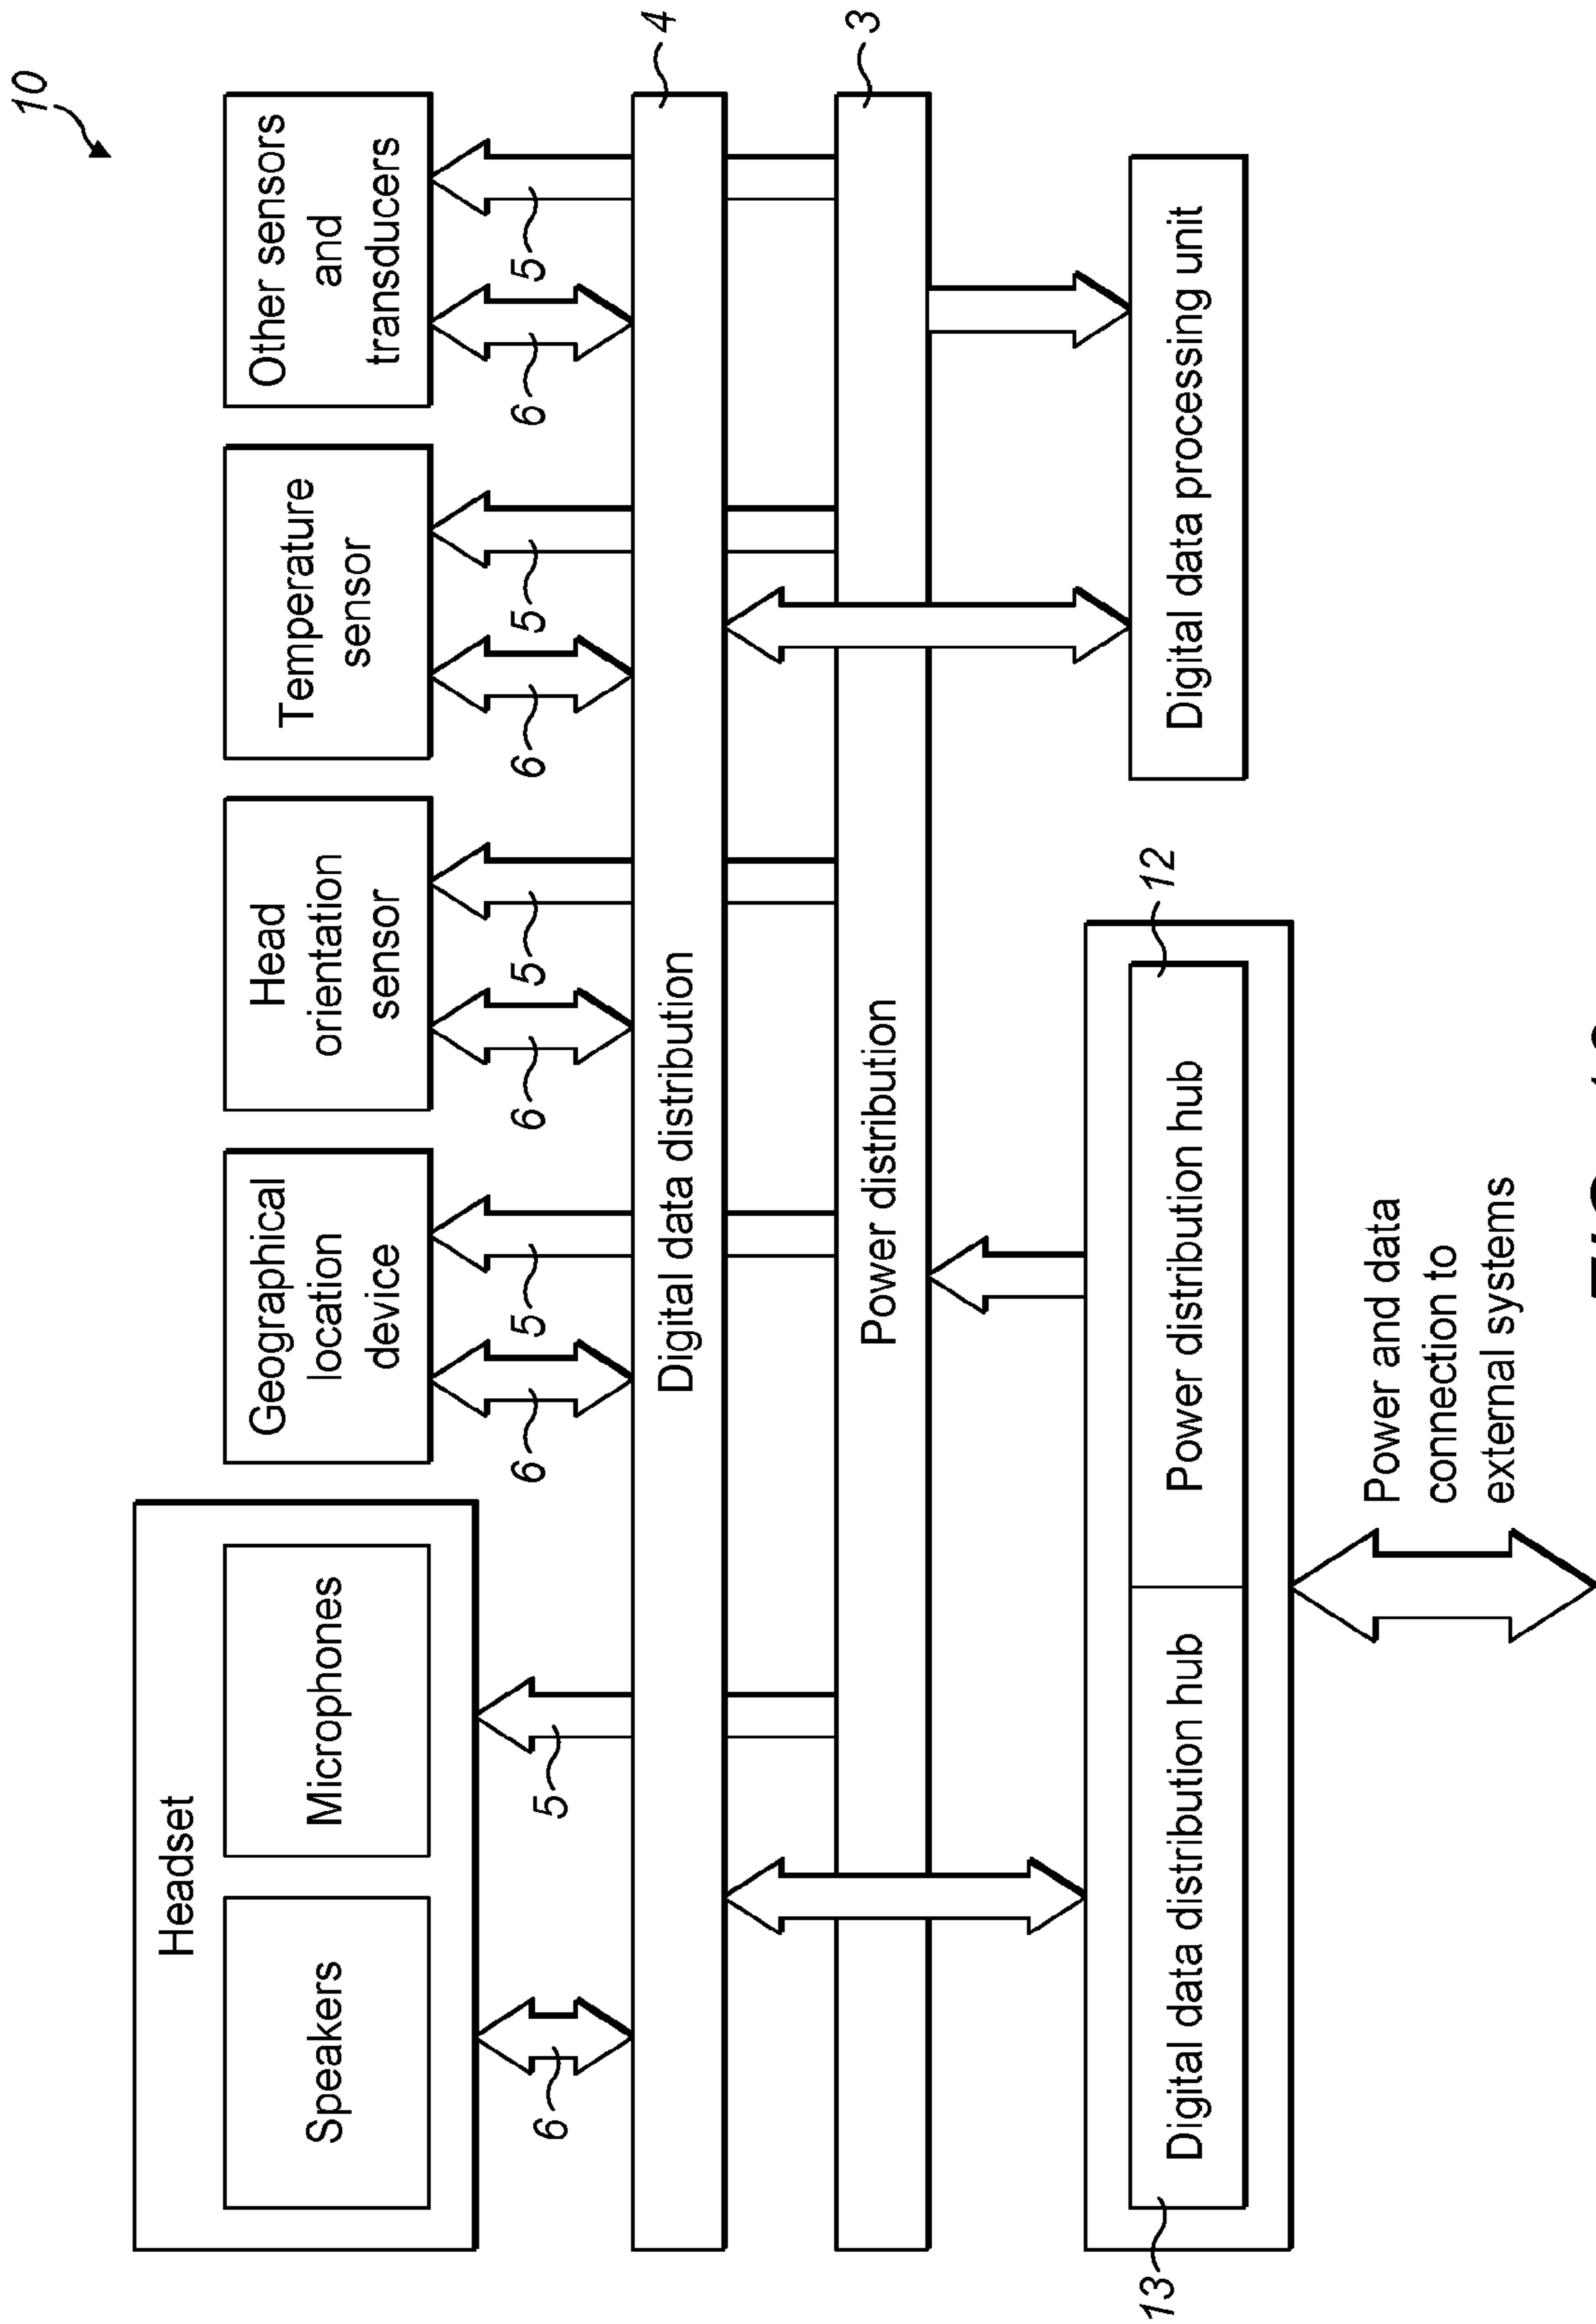 10
Headset
Speakers
Microphones
Geographical
location
device
Head
orientation
sensor
Temperature
sensor
Other sensors
and
transducers
6
5
6
5
6
5
6
5
6
5
Digital data distribution
4
Power distribution
3
13
Digital data distribution hub
Power distribution hub
12
Digital data processing unit
Power and data
connection to
external systems